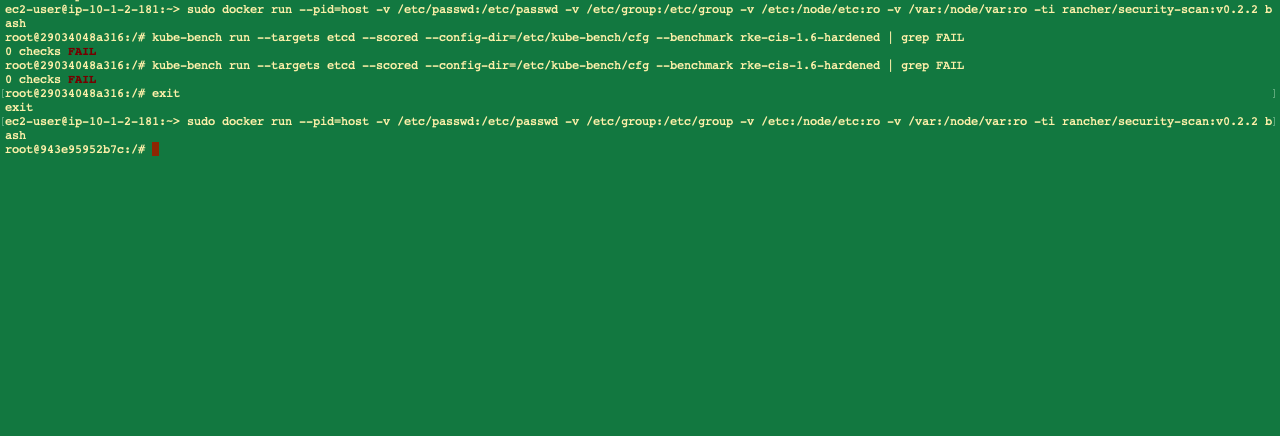 ec2-user@ip-10-1-2-181:~> sudo docker run --pid=host -v /etc/passwd:/etc/passwd -v /etc/group:/etc/group -v /etc:/node/etc:ro -v /var:/node/var:ro -ti rancher/security-scan:v0.2.2 b
ash
root@29034048a316:/# kube-bench run --targets etcd --scored --config-dir=/etc/kube-bench/cfg --benchmark rke-cis-1.6-hardened | grep FAIL
0 checks FAIL
root@29034048a316:/# kube-bench run --targets etcd --scored --config-dir=/etc/kube-bench/cfg --benchmark rke-cis-1.6-hardened | grep FAIL
0 checks FAIL
[root@29034048a316:/# exit ]
exit
[ec2-user@ip-10-1-2-181:~> sudo docker run --pid=host -v /etc/passwd:/etc/passwd -v /etc/group:/etc/group -v /etc:/node/etc:ro -v /var:/node/var:ro -ti rancher/security-scan:v0.2.2 b]
ash
root@943e95952b7c:/#